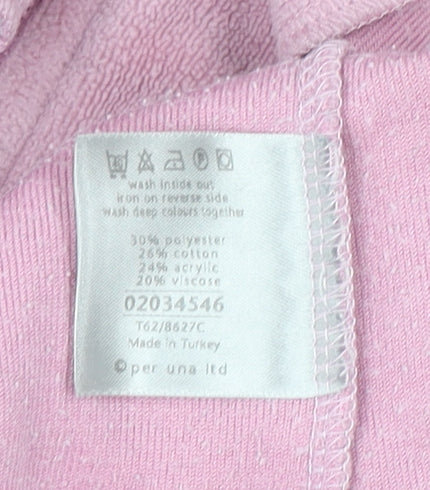 wash inside out
iron on reverse side
wash deep colours together
30% polyester
26% cotton
24% acrylic
20% viscose
02034546
T62/8627C
Made in Turkey
©per una ltd